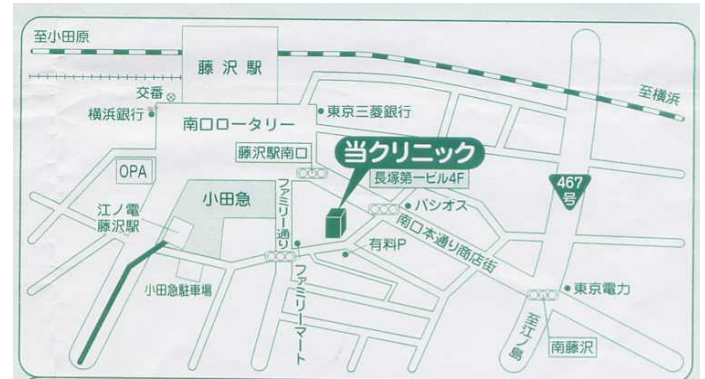 至小田原
藤沢駅
至横浜
交番
横浜銀行
南口ロータリー
東京三菱銀行
藤沢駅南口
当クリニック
長塚第一ビル4F
467
号
OPA
小田急
ファミリー通り
パシオス
江ノ電
藤沢駅
南口本通り商店街
有料P
小田急駐車場
ファミリーマート
東京電力
至江ノ島
南藤沢